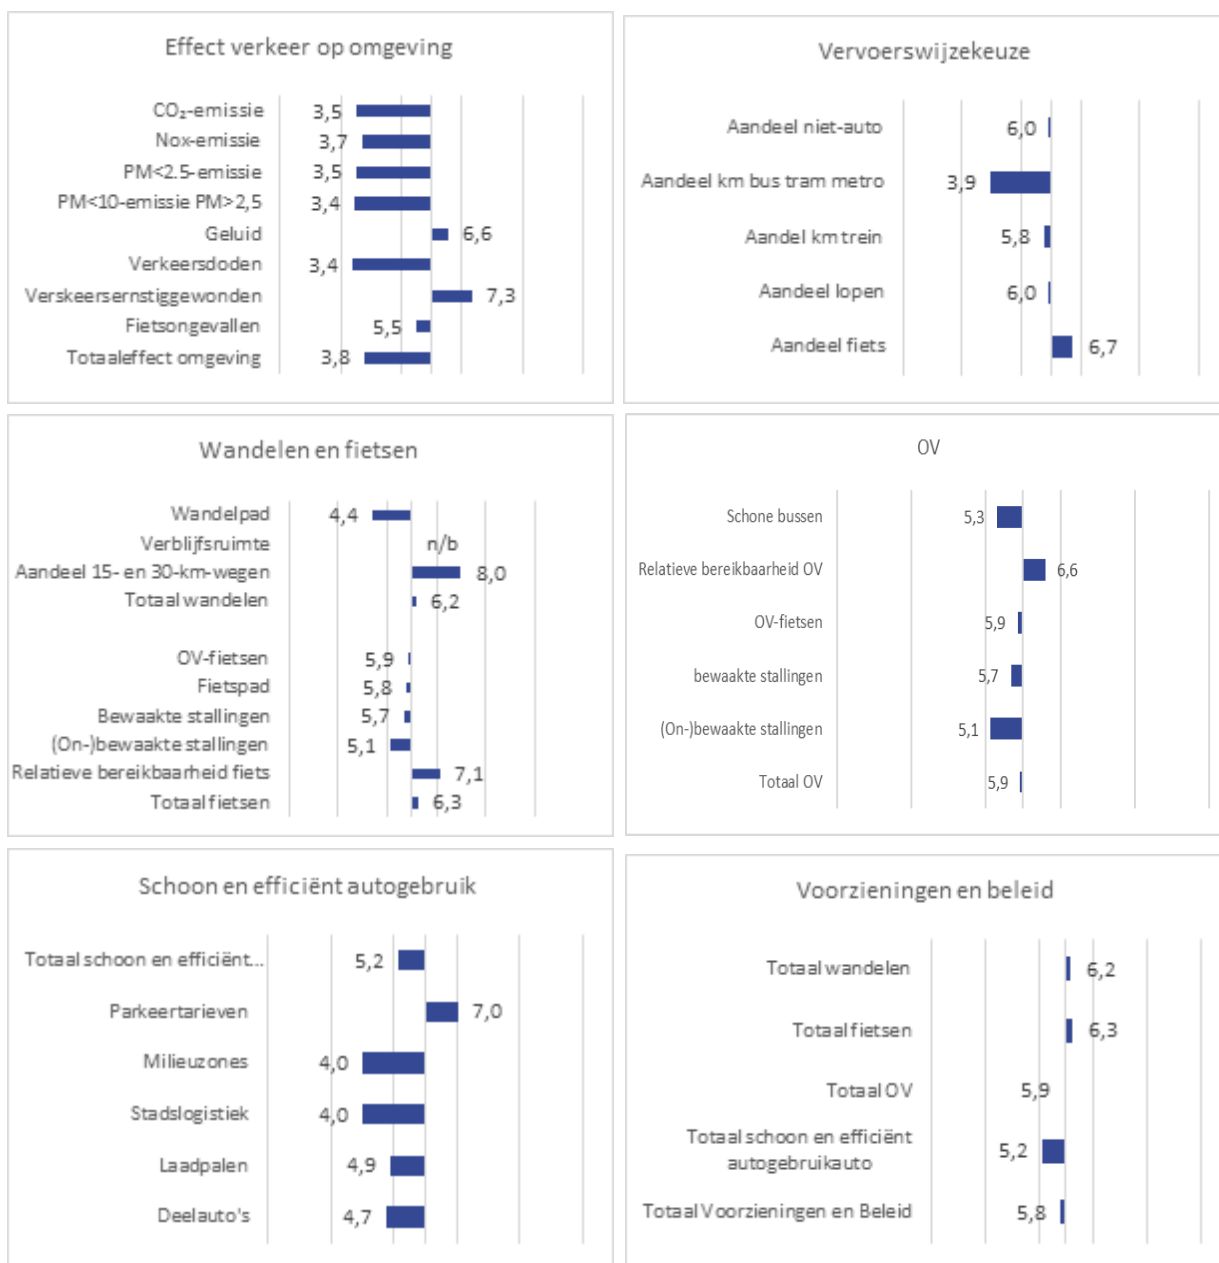 Effect verkeer op omgeving
CO₂-emissie 3,5
Nox-emissie 3,7
PM<2.5-emissie 3,5
PM<10-emissie PM>2,5 3,4
Geluid 6,6
Verkeersdoden 3,4
Verskeersernstiggewonden 7,3
Fietsongevallen 5,5
Totaaleffect omgeving 3,8
Vervoerswijzekeuze
Aandeel niet-auto 6,0
Aandeel km bus tram metro 3,9
Aandel km trein 5,8
Aandeel lopen 6,0
Aandeel fiets 6,7
Wandelen en fietsen
Wandelpad 4,4
Verblijfsruimte n/b
Aandeel 15- en 30-km-wegen 8,0
Totaal wandelen 6,2
OV-fietsen 5,9
Fietspad 5,8
Bewaakte stallingen 5,7
(On-)bewaakte stallingen 5,1
Relatieve bereikbaarheid fiets 7,1
Totaal fietsen 6,3
OV
Schone bussen 5,3
Relatieve bereikbaarheid OV 6,6
OV-fietsen 5,9
bewaakte stallingen 5,7
(On-)bewaakte stallingen 5,1
Totaal OV 5,9
Schoon en efficiënt autogebruik
Totaal schoon en efficiënt... 5,2
Parkeertarieven 7,0
Milieuzones 4,0
Stadslogistiek 4,0
Laadpalen 4,9
Deelauto's 4,7
Voorzieningen en beleid
Totaal wandelen 6,2
Totaal fietsen 6,3
Totaal OV 5,9
Totaal schoon en efficiënt
autogebruikauto 5,2
Totaal Voorzieningen en Beleid 5,8